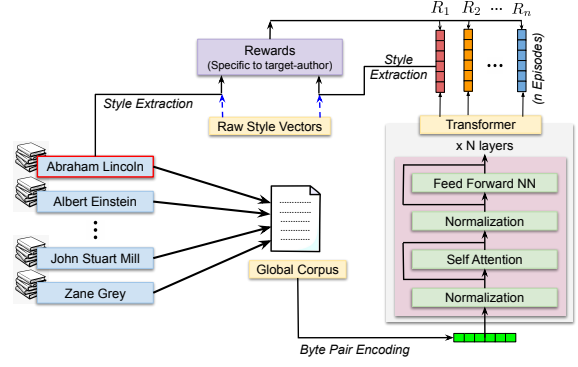 R1 R2 ... Rn
Rewards
(Specific to target-author)
Style
Extraction
(n Episodes)
Style Extraction
Raw Style Vectors
Transformer
x N layers
Abraham Lincoln
Feed Forward NN
Albert Einstein
Normalization
John Stuart Mill
Self Attention
Global Corpus
Zane Grey
Normalization
Byte Pair Encoding